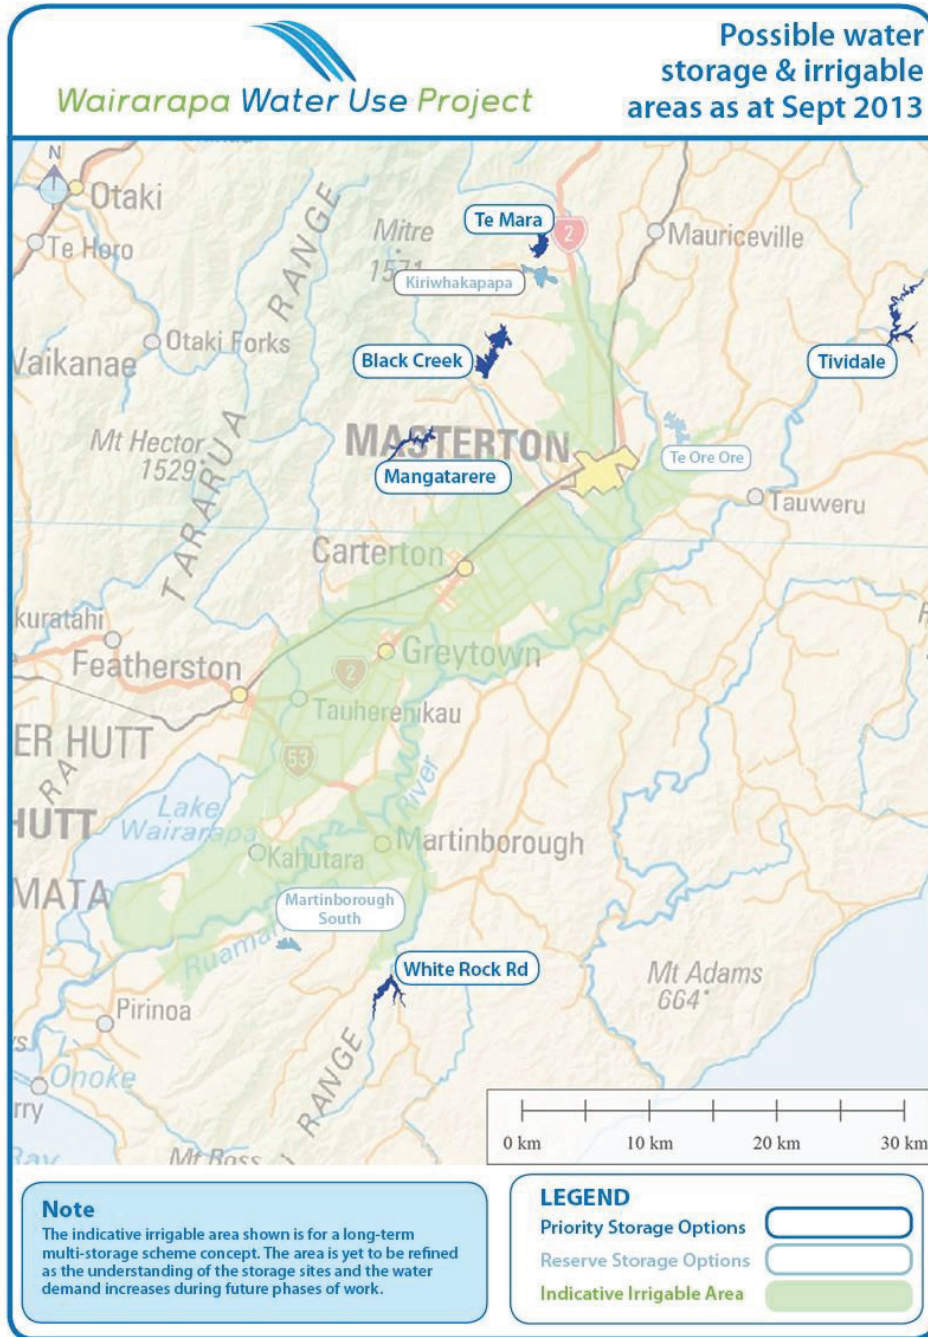 Wairarapa Water Use Project
Possible water
storage & irrigable
areas as at Sept 2013
N
Otaki
Te Horo
RANGE
Mitre
1571
Te Mara
2
Mauriceville
Kiriwhakapapa
Otaki Forks
Vaikanae
Black Creek
Tividale
Mt Hector
1529
MASTERTON
Mangatarere
Te Ore Ore
Tauweru
TARARUA
Carterton
kuratahi
Featherston
Greytown
2
Tauherenikau
ER HUTT
53
RA
River
Lake
Wairarapa
HUTT
Martinborough
Kahutara
MATA
Martinborough
South
Ruamah
White Rock Rd
Mt Adams
664
Pirinoa
RANGE
Onoke
rry
Ray
Mt Ross
0 km 10 km 20 km 30 km
Note
The indicative irrigable area shown is for a long-term
multi-storage scheme concept. The area is yet to be refined
as the understanding of the storage sites and the water
demand increases during future phases of work.
LEGEND
Priority Storage Options
Reserve Storage Options
Indicative Irrigable Area